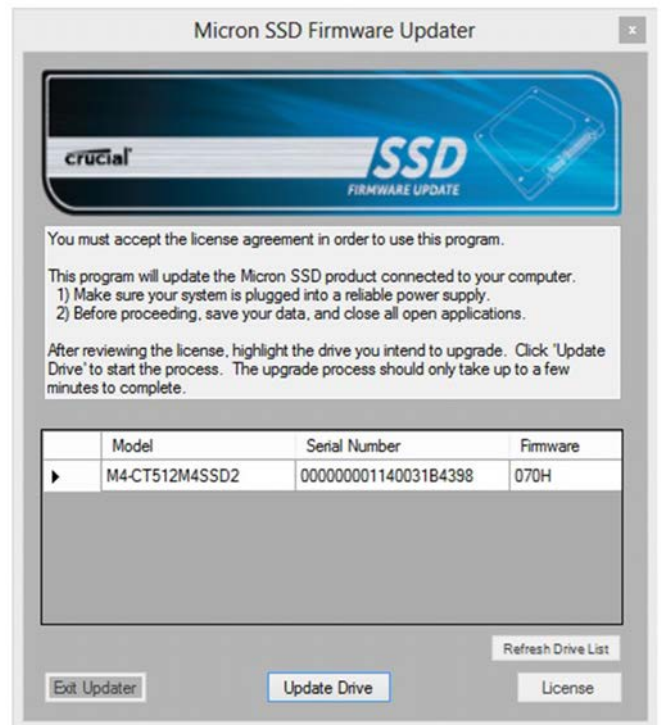 Micron SSD Firmware Updater
x
crucial
SSD
FIRMWARE UPDATE
You must accept the license agreement in order to use this program.
This program will update the Micron SSD product connected to your computer.
1) Make sure your system is plugged into a reliable power supply.
2) Before proceeding, save your data, and close all open applications.
After reviewing the license, highlight the drive you intend to upgrade. Click 'Update
Drive' to start the process. The upgrade process should only take up to a few
minutes to complete.
Model Serial Number Firmware
M4-CT512M4SSD2 000000001140031B4398 070H
Refresh Drive List
Exit Updater Update Drive License